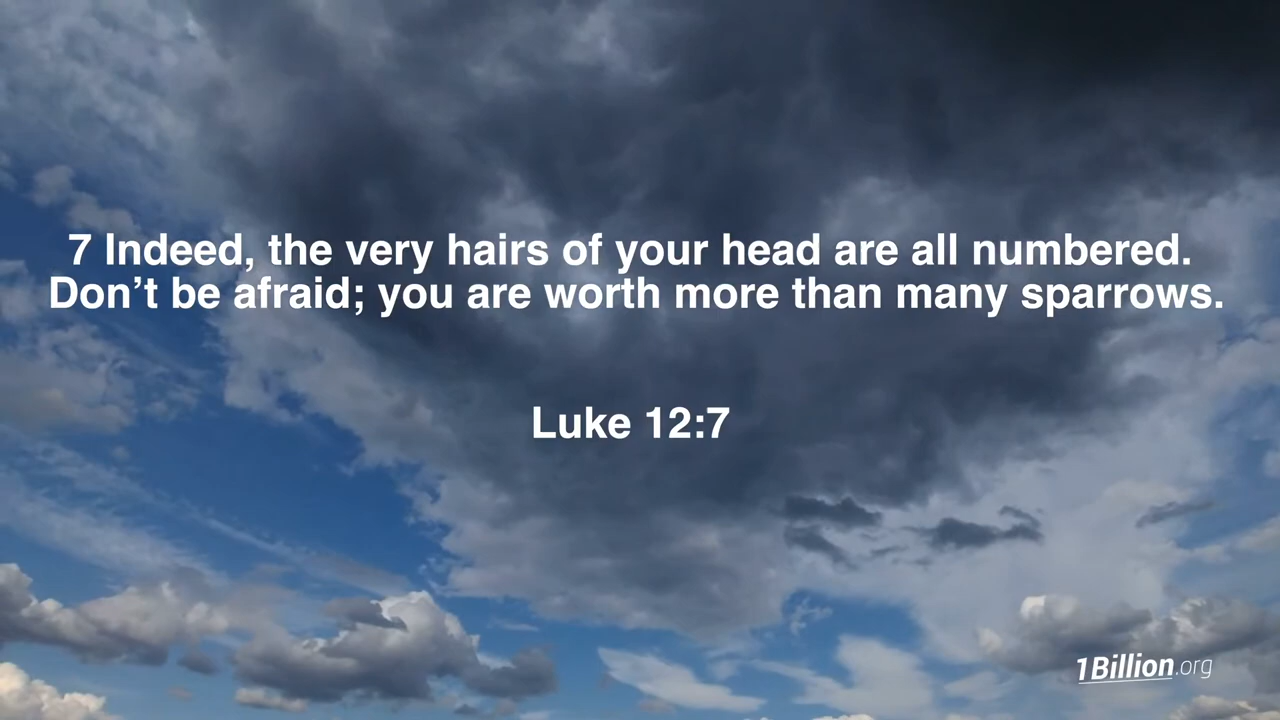 7 Indeed, the very hairs of your head are all numbered.
Don’t be afraid; you are worth more than many sparrows.
Luke 12:7
1Billion.org